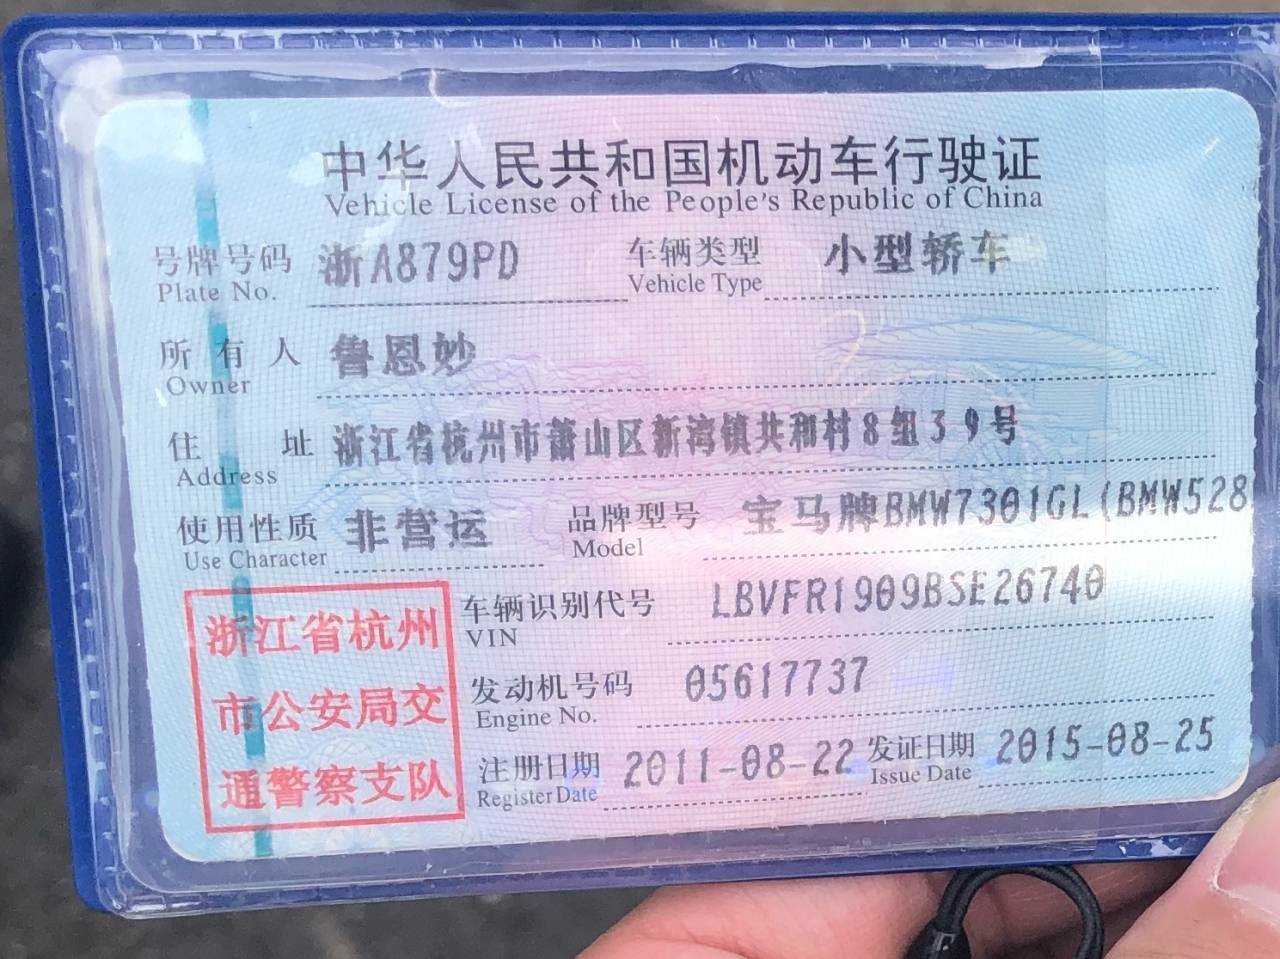 中华人民共和国机动车行驶证
Vehicle License of the People's Republic of China
号牌号码 浙A879PD 车辆类型 小型轿车
Plate No. Vehicle Type
所有人 鲁恩妙
Owner
住址 浙江省杭州市萧山区新湾镇共和村8组39号
Address
使用性质 非营运 品牌型号 宝马牌BMW7301GL(BMW528
Use Character Model
浙江省杭州
市公安局交
通警察支队
车辆识别代号 LBVFR1909BSE26740
VIN
发动机号码 05617737
Engine No.
注册日期 2011-08-22 发证日期 2015-08-25
Register Date Issue Date